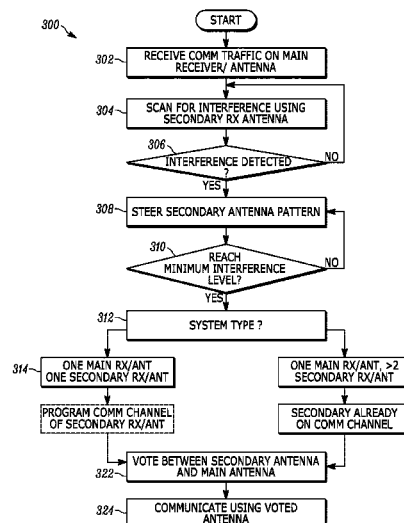 300
START
302
RECEIVE COMM TRAFFIC ON MAIN
RECEIVER/ ANTENNA
304
SCAN FOR INTERFERENCE USING
SECONDARY RX ANTENNA
306
INTERFERENCE DETECTED
?
NO
YES
308
STEER SECONDARY ANTENNA PATTERN
310
REACH
MINIMUM INTERFERENCE
LEVEL?
NO
YES
312
SYSTEM TYPE ?
314
ONE MAIN RX/ANT
ONE SECONDARY RX/ANT
ONE MAIN RX/ANT, >2
SECONDARY RX/ANT
PROGRAM COMM CHANNEL
OF SECONDARY RX/ANT
SECONDARY ALREADY
ON COMM CHANNEL
322
VOTE BETWEEN SECONDARY ANTENNA
AND MAIN ANTENNA
324
COMMUNICATE USING VOTED
ANTENNA